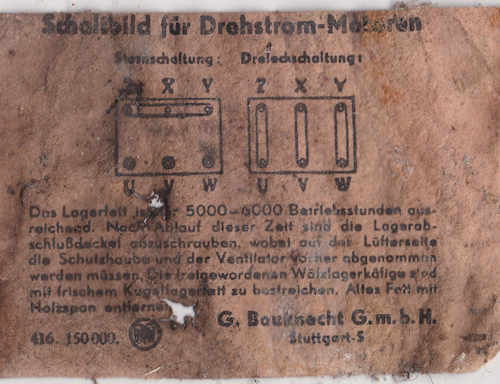 Schaltbild für Drehstrom-Motoren
Sternschaltung: Dreieckschaltung:
Z X Y Z X Y
U V W U V W
Das Lagerfett ist für 5000–6000 Betriebsstunden aus-
reichend. Nach Ablauf dieser Zeit sind die Lagerab-
schlußdeckel abzuschrauben, wobei auf der Lüfterseite
die Schutzhaube und der Ventilator vorher abgenommen
werden müssen. Die freigewordenen Wälzlagerkäfige sind
mit frischem Kugellagerfett zu bestreichen. Altes Fett mit
Holzspan entfernen
G. Bauknecht G.m.b.H.
416. 150000. Stuttgart-S